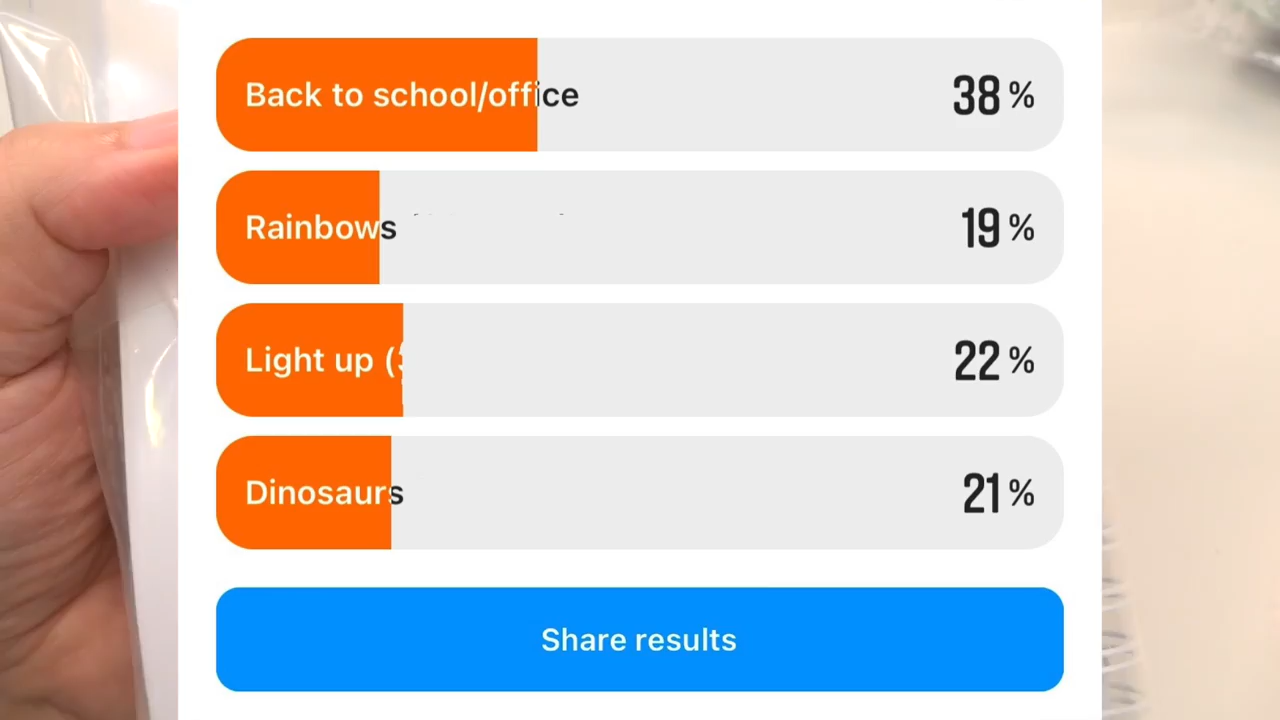 Back to school/office
38 %
Rainbows
19 %
Light up (
22 %
Dinosaurs
21 %
Share results